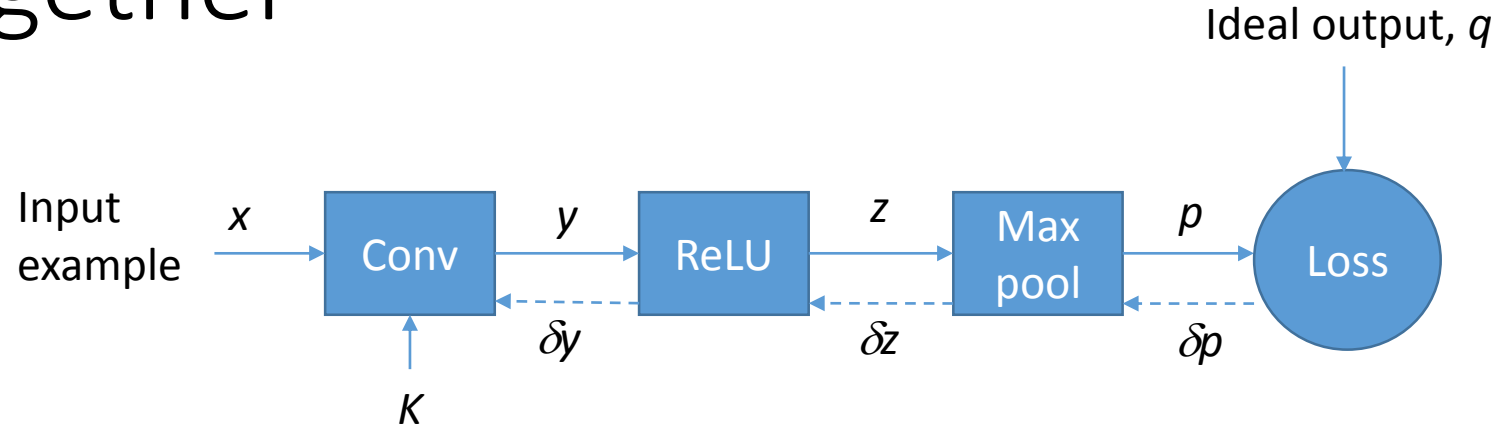 Ideal output, q
Input
example
x
Conv
y
ReLU
z
Max
pool
p
Loss
δy
δz
δp
K